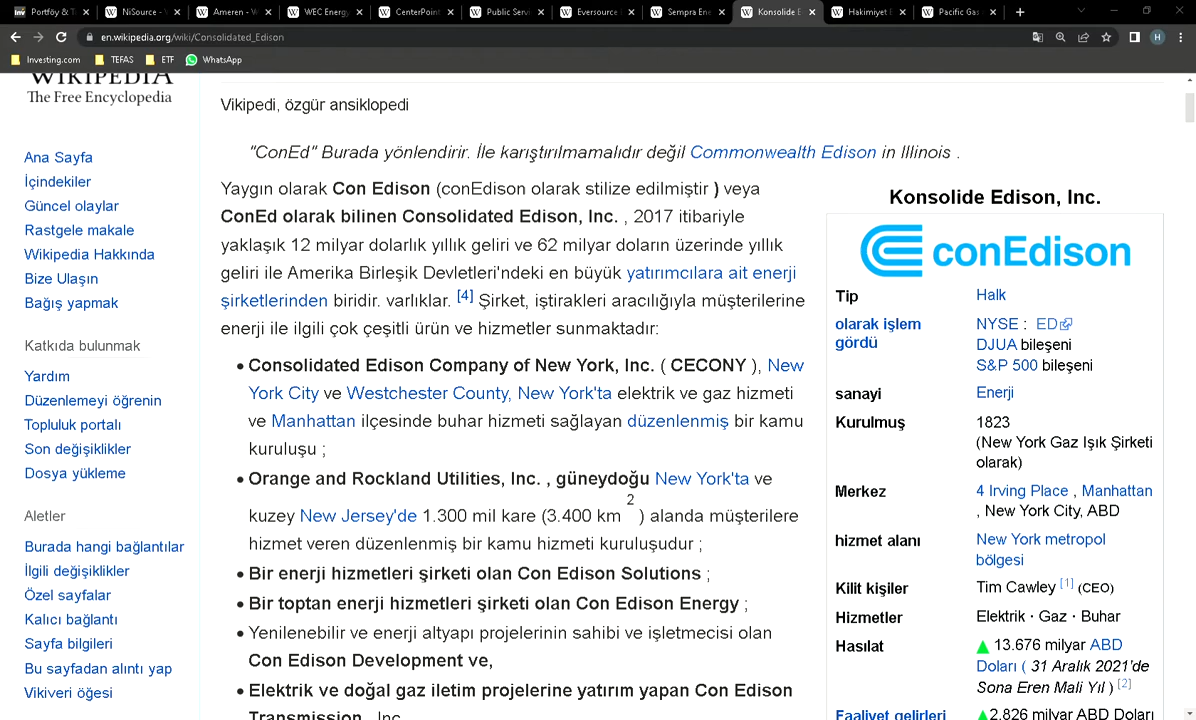 Portföy & Ta
NiSource - V
Ameren - Ve
WEC Energy
CenterPoint
Public Servi
Eversource E
Sempra Ener
Konsolide E
Hakimiyet E
Pacific Gas
en.wikipedia.org/wiki/Consolidated_Edison
Investing.com
TEFAS
ETF
WhatsApp
WIKIPEDIA
The Free Encyclopedia
Ana Sayfa
İçindekiler
Güncel olaylar
Rastgele makale
Wikipedia Hakkında
Bize Ulaşın
Bağış yapmak
Katkıda bulunmak
Yardım
Düzenlemeyi öğrenin
Topluluk portalı
Son değişiklikler
Dosya yükleme
Aletler
Burada hangi bağlantılar
İlgili değişiklikler
Özel sayfalar
Kalıcı bağlantı
Sayfa bilgileri
Bu sayfadan alıntı yap
Vikiveri öğesi
Vikipedi, özgür ansiklopedi
"ConEd" Burada yönlendirir. İle karıştırılmamalıdır değil Commonwealth Edison in Illinois .
Yaygın olarak Con Edison (conEdison olarak stilize edilmiştir ) veya
ConEd olarak bilinen Consolidated Edison, Inc. , 2017 itibariyle
yaklaşık 12 milyar dolarlık yıllık geliri ve 62 milyar doların üzerinde yıllık
geliri ile Amerika Birleşik Devletleri'ndeki en büyük yatırımcılara ait enerji
şirketlerinden biridir. varlıklar. [4] Şirket, iştirakleri aracılığıyla müşterilerine
enerji ile ilgili çok çeşitli ürün ve hizmetler sunmaktadır:
• Consolidated Edison Company of New York, Inc. ( CECONY ), New
York City ve Westchester County, New York'ta elektrik ve gaz hizmeti
ve Manhattan ilçesinde buhar hizmeti sağlayan düzenlenmiş bir kamu
kuruluşu ;
• Orange and Rockland Utilities, Inc. , güneydoğu New York'ta ve
kuzey New Jersey'de 1.300 mil kare (3.400 km 2 ) alanda müşterilere
hizmet veren düzenlenmiş bir kamu hizmeti kuruluşudur ;
• Bir enerji hizmetleri şirketi olan Con Edison Solutions ;
• Bir toptan enerji hizmetleri şirketi olan Con Edison Energy ;
• Yenilenebilir ve enerji altyapı projelerinin sahibi ve işletmecisi olan
Con Edison Development ve,
• Elektrik ve doğal gaz iletim projelerine yatırım yapan Con Edison
Transmission, Inc.
Konsolide Edison, Inc.
conEdison
Tip Halk
olarak işlem NYSE : ED
gördü DJUA bileşeni
S&P 500 bileşeni
sanayi Enerji
Kurulmuş 1823
(New York Gaz Işık Şirketi
olarak)
Merkez 4 Irving Place , Manhattan
, New York City, ABD
hizmet alanı New York metropol
bölgesi
Kilit kişiler Tim Cawley [1] (CEO)
Hizmetler Elektrik · Gaz · Buhar
Hasılat ▲ 13.676 milyar ABD
Doları ( 31 Aralık 2021'de
Sona Eren Mali Yıl ) [2]
Faaliyet gelirleri ▲2.826 milyar ABD Doları